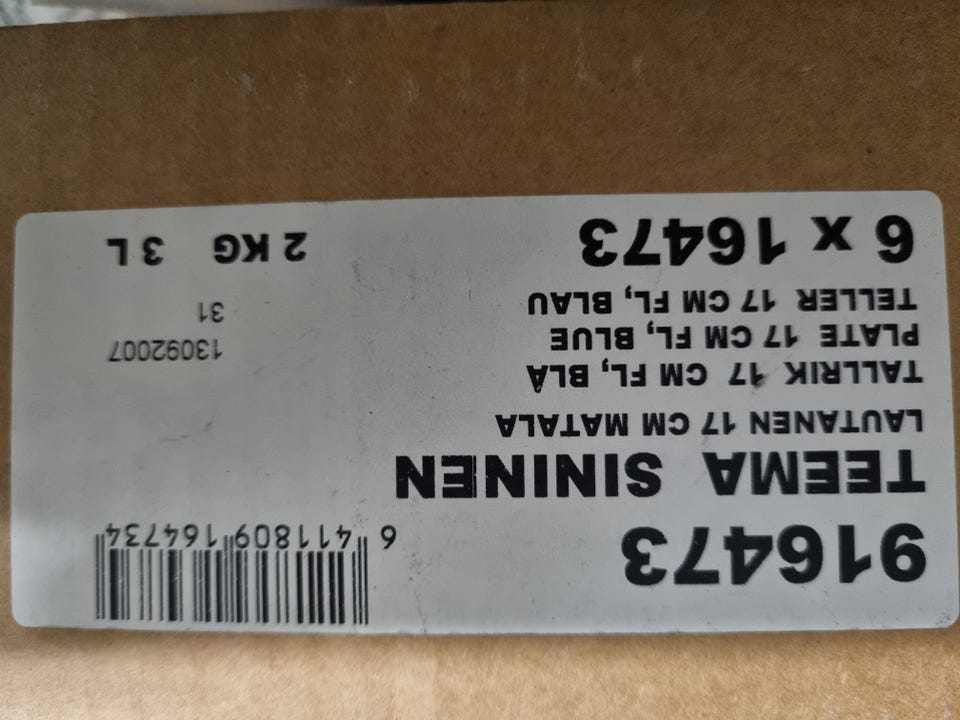 916473
TEEMA SININEN
LAUTANEN 17 CM MATALA
TALLRIK 17 CM FL, BLÅ
PLATE 17 CM FL, BLUE
TELLER 17 CM FL, BLAU
6 x 16473
6 411809 164734
13092007
31
2 KG 3 L